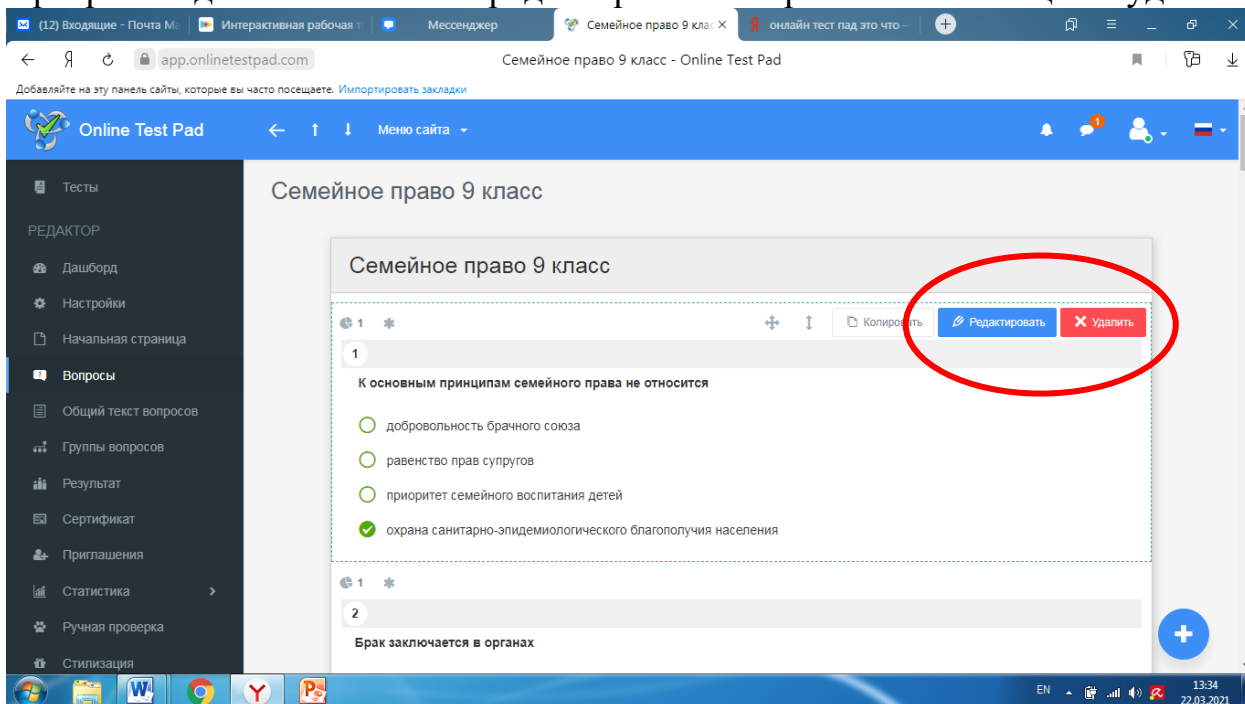 (12) Входящие - Почта Ma
Интерактивная рабочая т
Мессенджер
Семейное право 9 клас
онлайн тест пад это что –
app.onlinetestpad.com
Семейное право 9 класс - Online Test Pad
Добавляйте на эту панель сайты, которые вы часто посещаете. Импортировать закладки
Online Test Pad
Меню сайта
1
Тесты
РЕДАКТОР
Дашборд
Настройки
Начальная страница
Вопросы
Общий текст вопросов
Группы вопросов
Результат
Сертификат
Приглашения
Статистика
Ручная проверка
Стилизация
Семейное право 9 класс
Семейное право 9 класс
1
Копировать
Редактировать
Удалить
1
К основным принципам семейного права не относится
добровольность брачного союза
равенство прав супругов
приоритет семейного воспитания детей
охрана санитарно-эпидемиологического благополучия населения
1
2
Брак заключается в органах
EN
13:34
22.03.2021